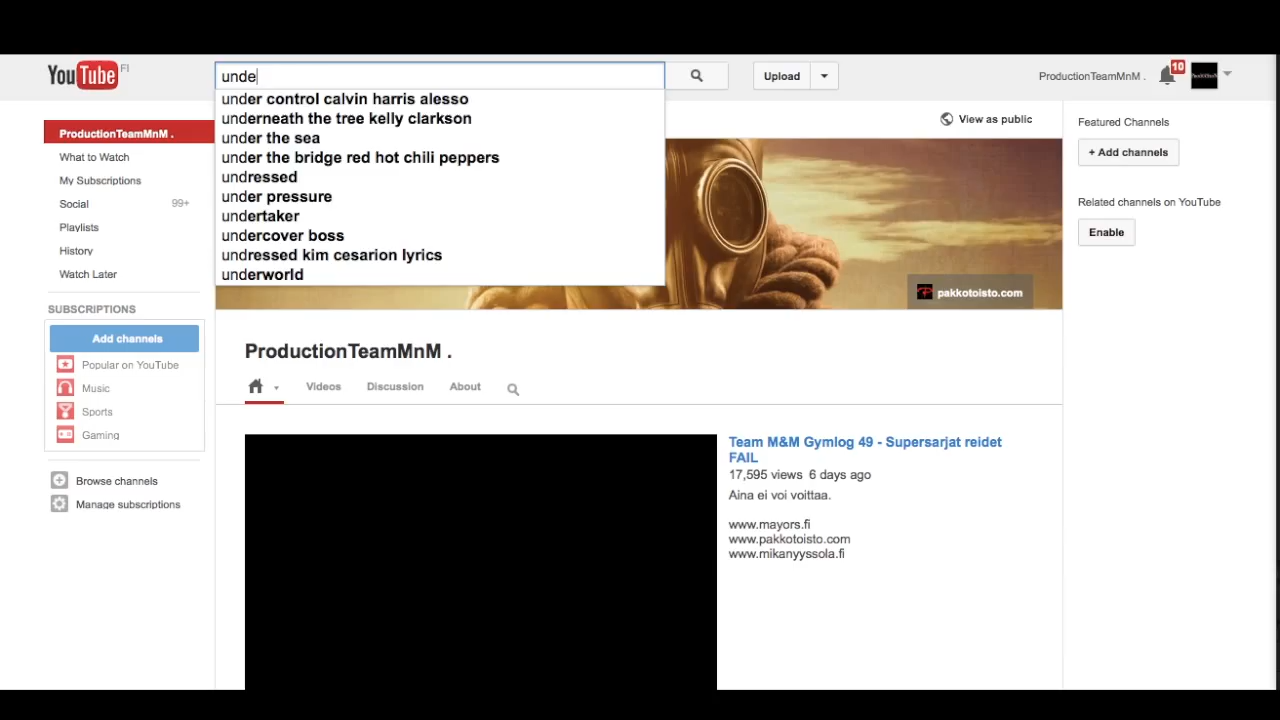 YouTube FI
unde
Upload
ProductionTeamMnM .
10
under control calvin harris alesso
underneath the tree kelly clarkson
under the sea
under the bridge red hot chili peppers
undressed
under pressure
undertaker
undercover boss
undressed kim cesarion lyrics
underworld
ProductionTeamMnM .
What to Watch
My Subscriptions
Social 99+
Playlists
History
Watch Later
SUBSCRIPTIONS
Add channels
Popular on YouTube
Music
Sports
Gaming
Browse channels
Manage subscriptions
View as public
pakkotoisto.com
ProductionTeamMnM .
Videos Discussion About
Team M&M Gymlog 49 - Supersarjat reidet
FAIL
17,595 views 6 days ago
Aina ei voi voittaa.
www.mayors.fi
www.pakkotoisto.com
www.mikanyyssola.fi
Featured Channels
+ Add channels
Related channels on YouTube
Enable